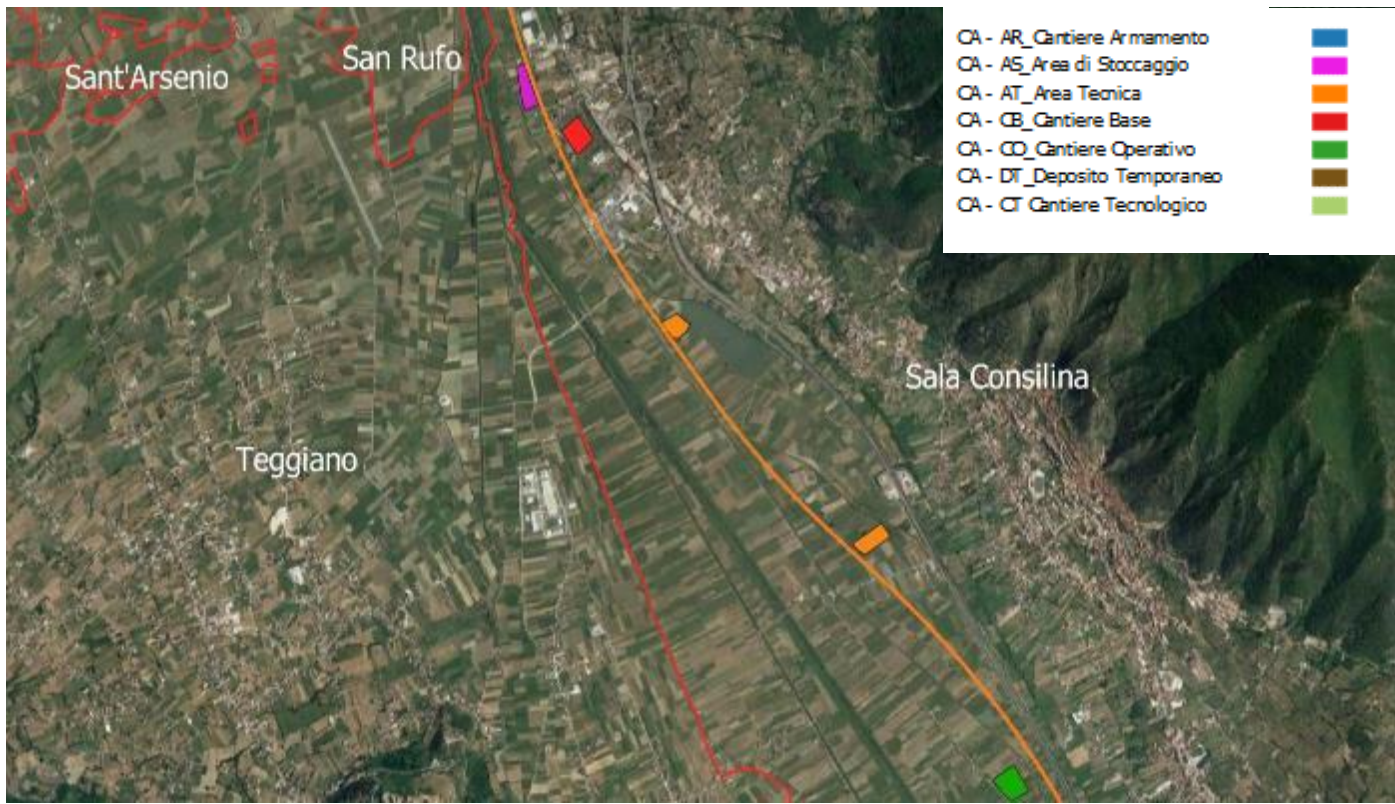 San Rufo
Sant'Arsenio
Sala Consilina
Teggiano
CA - AR_Cantiere Armamento
CA - AS_Area di Stoccaggio
CA - AT_Area Tecnica
CA - CB_Cantiere Base
CA - CO_Cantiere Operativo
CA - DT_Deposito Temporaneo
CA - CT Cantiere Tecnologico